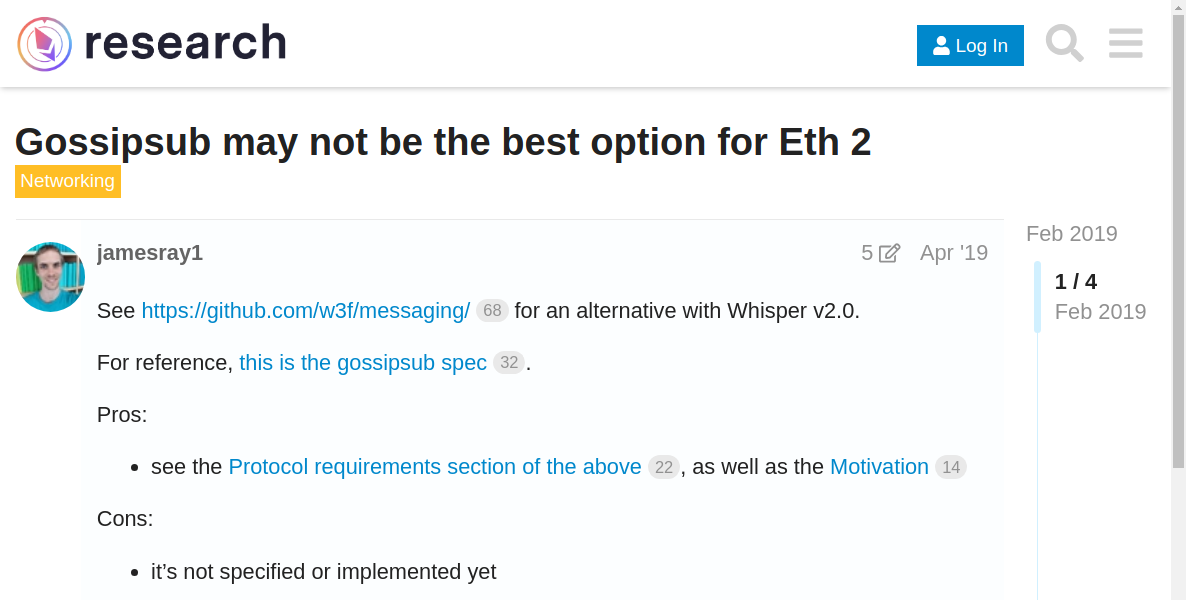 research
Log In
Gossipsub may not be the best option for Eth 2
Networking
jamesray1
5
Apr '19
Feb 2019
1 / 4
Feb 2019
See https://github.com/w3f/messaging/ 68 for an alternative with Whisper v2.0.
For reference, this is the gossipsub spec 32 .
Pros:
• see the Protocol requirements section of the above 22 , as well as the Motivation 14
Cons:
• it’s not specified or implemented yet